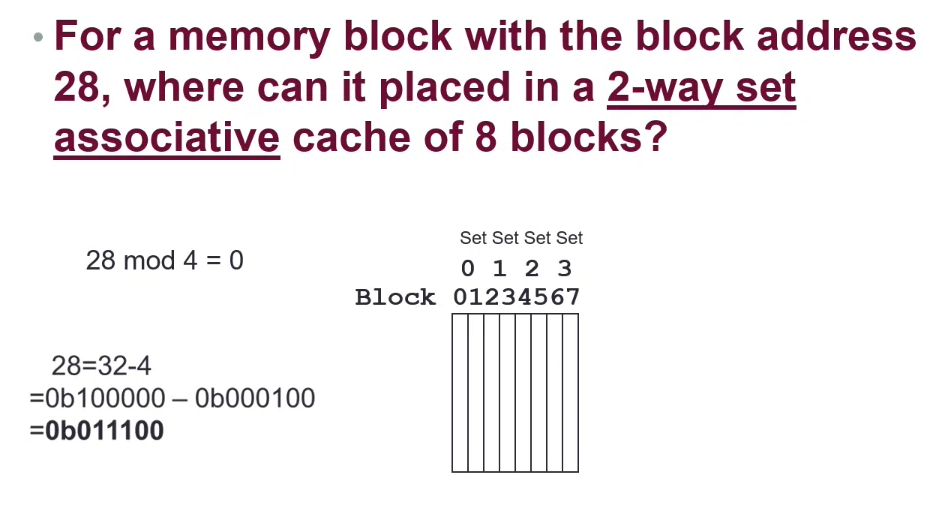 • For a memory block with the block address
28, where can it placed in a 2-way set
associative cache of 8 blocks?
28 mod 4 = 0
Set Set Set Set
0 1 2 3
Block 01234567
28=32-4
=0b100000 – 0b000100
=0b011100